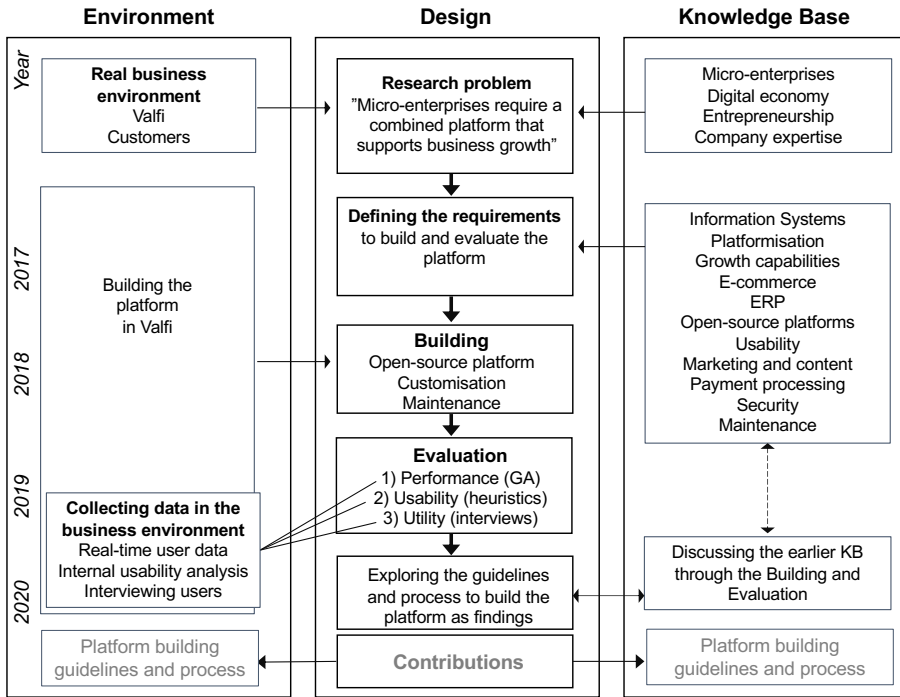 Environment
Design
Knowledge Base
Year
2017
2018
2019
2020
Real business
environment
Valfi
Customers
Building the
platform
in Valfi
Collecting data in the
business environment
Real-time user data
Internal usability analysis
Interviewing users
Platform building
guidelines and process
Research problem
”Micro-enterprises require a
combined platform that
supports business growth”
Defining the requirements
to build and evaluate the
platform
Building
Open-source platform
Customisation
Maintenance
Evaluation
1) Performance (GA)
2) Usability (heuristics)
3) Utility (interviews)
Exploring the guidelines
and process to build the
platform as findings
Contributions
Micro-enterprises
Digital economy
Entrepreneurship
Company expertise
Information Systems
Platformisation
Growth capabilities
E-commerce
ERP
Open-source platforms
Usability
Marketing and content
Payment processing
Security
Maintenance
Discussing the earlier KB
through the Building and
Evaluation
Platform building
guidelines and process